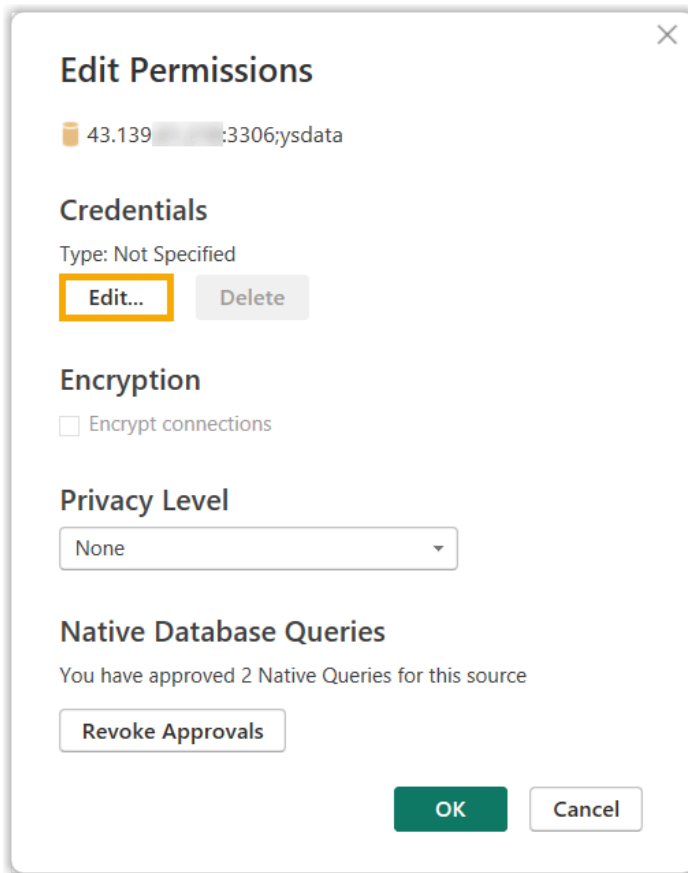 Edit Permissions
43.139 :3306;ysdata
Credentials
Type: Not Specified
Edit... Delete
Encryption
Encrypt connections
Privacy Level
None
Native Database Queries
You have approved 2 Native Queries for this source
Revoke Approvals
OK Cancel